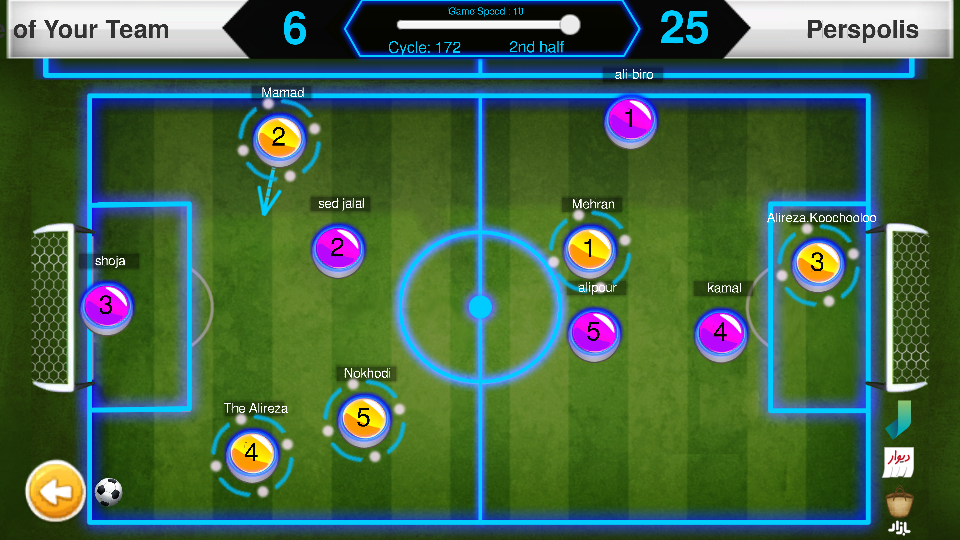 of Your Team
6
Game Speed : 10
Cycle: 172
2nd half
25
Perspolis
ali-biro
1
Mamad
2
sed jalal
2
Mehran
1
Alireza.Koochooloo
3
shoja
3
alipour
5
kamal
4
Nokhodi
5
The Alireza
4
دیوار
بازار